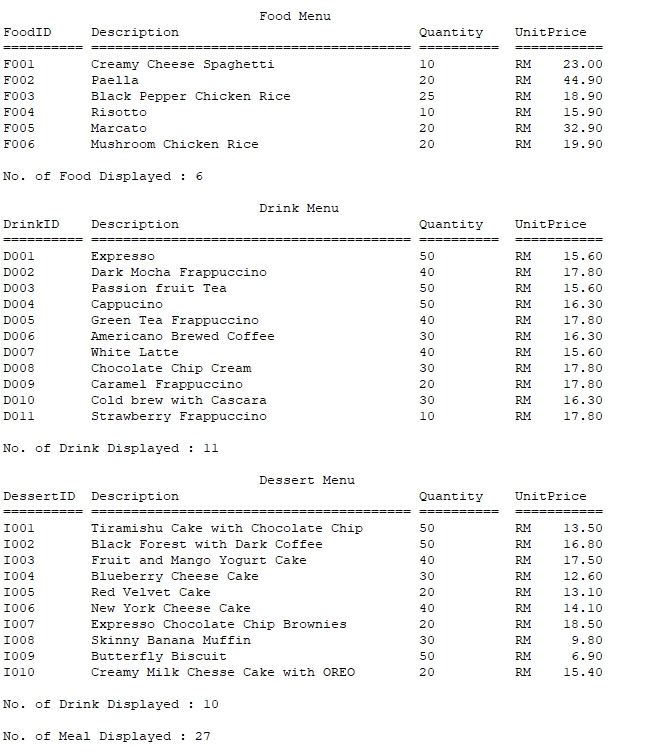 Food Menu
FoodID Description Quantity UnitPrice
========== ======================================== ========== ===========
F001 Creamy Cheese Spaghetti 10 RM 23.00
F002 Paella 20 RM 44.90
F003 Black Pepper Chicken Rice 25 RM 18.90
F004 Risotto 10 RM 15.90
F005 Marcato 20 RM 32.90
F006 Mushroom Chicken Rice 20 RM 19.90
No. of Food Displayed : 6
Drink Menu
DrinkID Description Quantity UnitPrice
========== ======================================== ========== ===========
D001 Expresso 50 RM 15.60
D002 Dark Mocha Frappuccino 40 RM 17.80
D003 Passion fruit Tea 50 RM 15.60
D004 Cappucino 50 RM 16.30
D005 Green Tea Frappuccino 40 RM 17.80
D006 Americano Brewed Coffee 30 RM 16.30
D007 White Latte 40 RM 15.60
D008 Chocolate Chip Cream 30 RM 17.80
D009 Caramel Frappuccino 20 RM 17.80
D010 Cold brew with Cascara 30 RM 16.30
D011 Strawberry Frappuccino 10 RM 17.80
No. of Drink Displayed : 11
Dessert Menu
DessertID Description Quantity UnitPrice
========== ======================================== ========== ===========
I001 Tiramishu Cake with Chocolate Chip 50 RM 13.50
I002 Black Forest with Dark Coffee 50 RM 16.80
I003 Fruit and Mango Yogurt Cake 40 RM 17.50
I004 Blueberry Cheese Cake 30 RM 12.60
I005 Red Velvet Cake 20 RM 13.10
I006 New York Cheese Cake 40 RM 14.10
I007 Expresso Chocolate Chip Brownies 20 RM 18.50
I008 Skinny Banana Muffin 30 RM 9.80
I009 Butterfly Biscuit 50 RM 6.90
I010 Creamy Milk Chesse Cake with OREO 20 RM 15.40
No. of Drink Displayed : 10
No. of Meal Displayed : 27